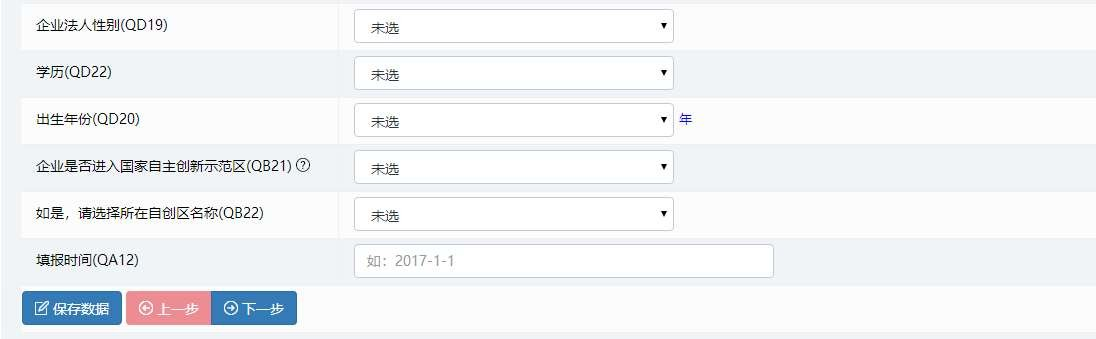 企业法人性别(QD19) 未选
学历(QD22) 未选
出生年份(QD20) 未选 年
企业是否进入国家自主创新示范区(QB21) 未选
如是，请选择所在自创区名称(QB22) 未选
填报时间(QA12) 如：2017-1-1
保存数据 上一步 下一步